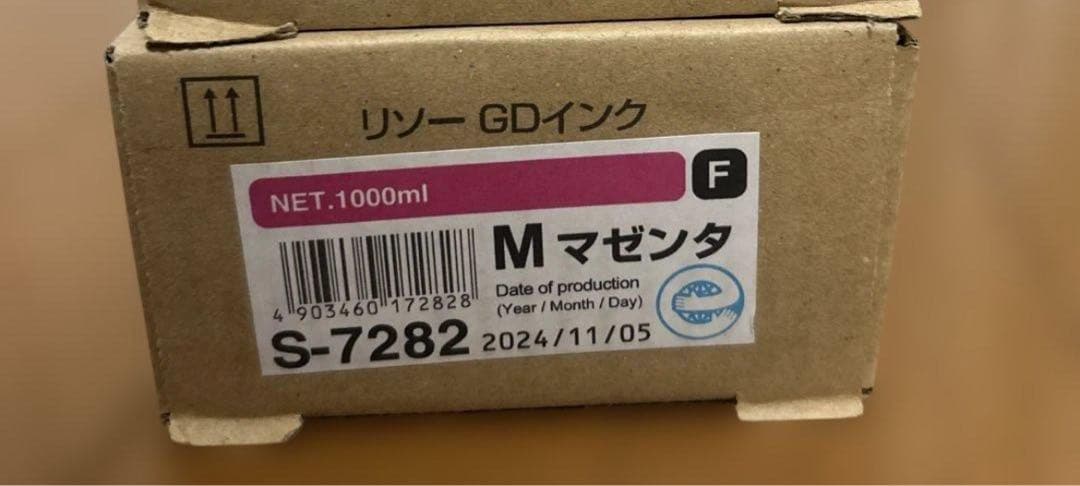 リソー GDインク
NET.1000ml
F
M マゼンタ
4 903460 172828
Date of production
(Year / Month / Day)
S-7282 2024/11/05